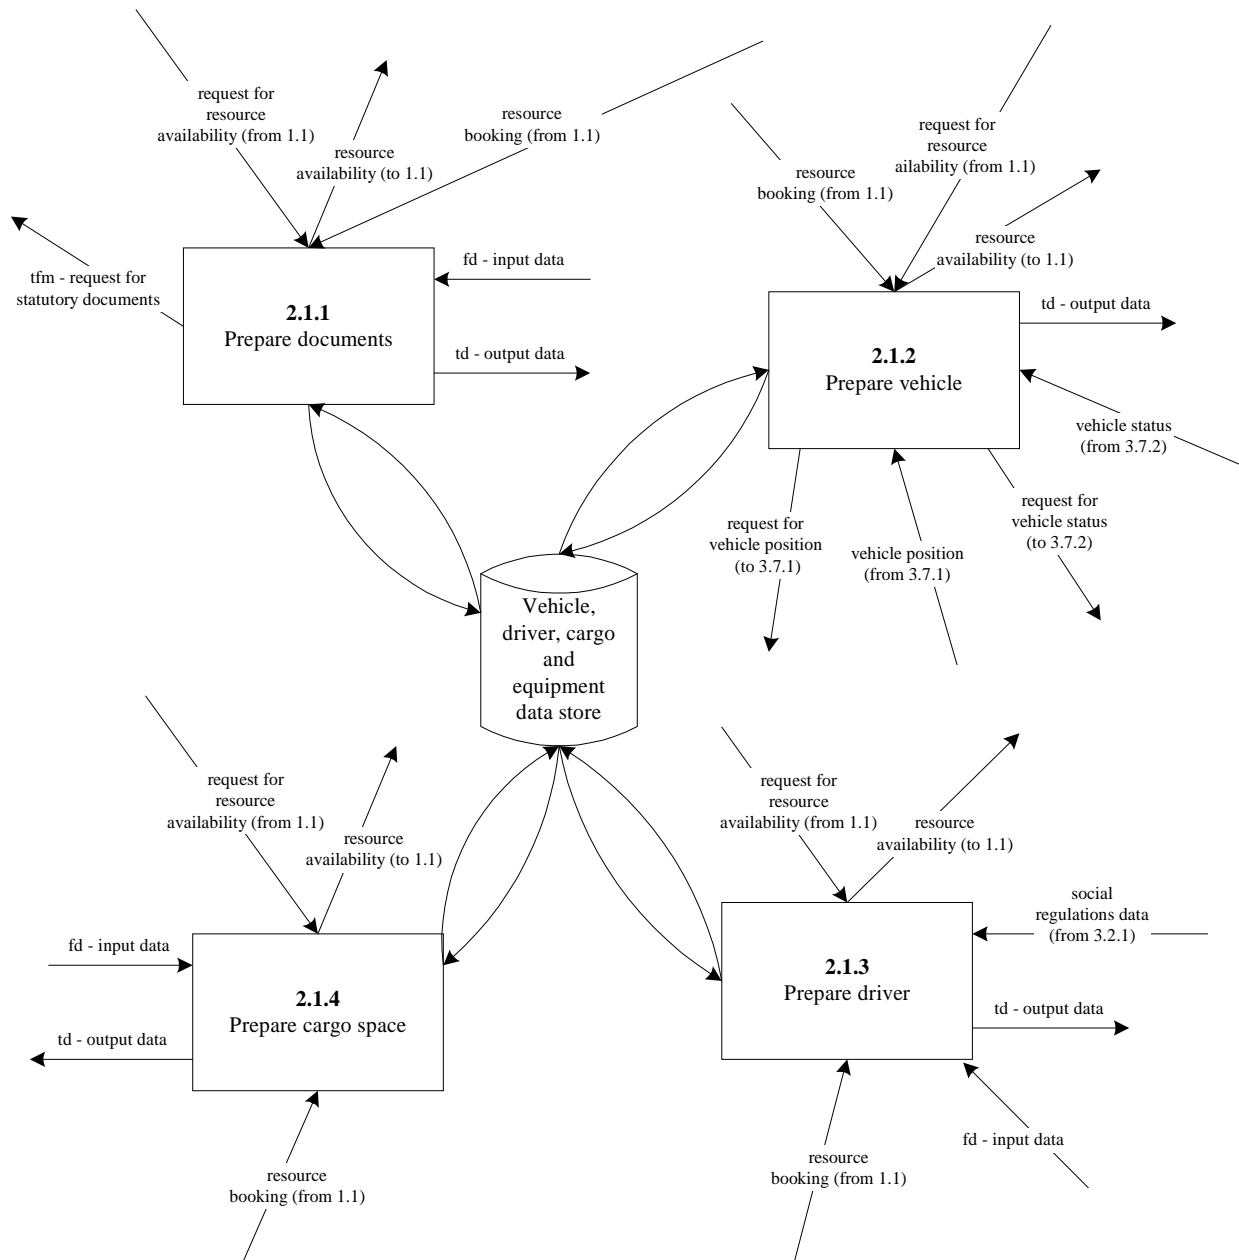 request for
resource
availability (from 1.1)
resource
availability (to 1.1)
resource
booking (from 1.1)
resource
booking (from 1.1)
request for
resource
ailability (from 1.1)
resource
availability (to 1.1)
tfm - request for
statutory documents
fd - input data
2.1.1
Prepare documents
td - output data
td - output data
2.1.2
Prepare vehicle
vehicle status
(from 3.7.2)
request for
vehicle position
(to 3.7.1)
vehicle position
(from 3.7.1)
request for
vehicle status
(to 3.7.2)
Vehicle,
driver, cargo
and
equipment
data store
request for
resource
availability (from 1.1)
resource
availability (to 1.1)
request for
resource
availability (from 1.1)
resource
availability (to 1.1)
fd - input data
2.1.4
Prepare cargo space
td - output data
resource
booking (from 1.1)
social
regulations data
(from 3.2.1)
2.1.3
Prepare driver
td - output data
fd - input data
resource
booking (from 1.1)